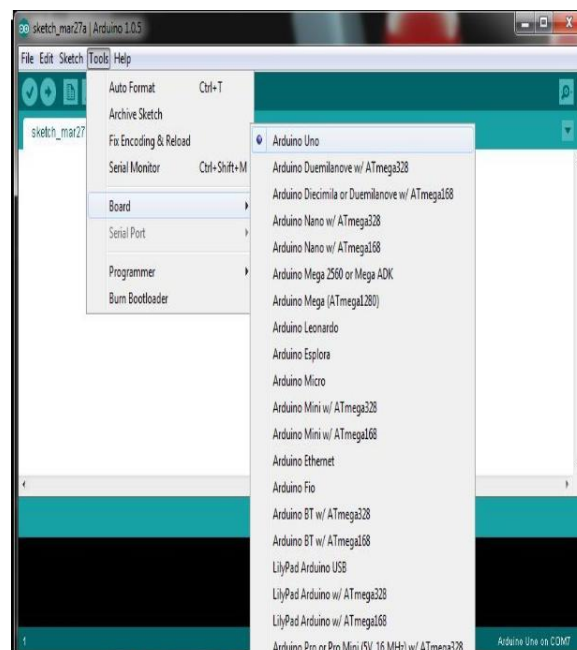 sketch_mar27a | Arduino 1.0.5
File Edit Sketch Tools Help
sketch_mar27
Auto Format Ctrl+T
Archive Sketch
Fix Encoding & Reload
Serial Monitor Ctrl+Shift+M
Board
Serial Port
Programmer
Burn Bootloader
Arduino Uno
Arduino Duemilanove w/ ATmega328
Arduino Diecimila or Duemilanove w/ ATmega168
Arduino Nano w/ ATmega328
Arduino Nano w/ ATmega168
Arduino Mega 2560 or Mega ADK
Arduino Mega (ATmega1280)
Arduino Leonardo
Arduino Esplora
Arduino Micro
Arduino Mini w/ ATmega328
Arduino Mini w/ ATmega168
Arduino Ethernet
Arduino Fio
Arduino BT w/ ATmega328
Arduino BT w/ ATmega168
LilyPad Arduino USB
LilyPad Arduino w/ ATmega328
LilyPad Arduino w/ ATmega168
Arduino Pro or Pro Mini (5V, 16 MHz) w/ ATmega328
1
Arduino Uno on COM7